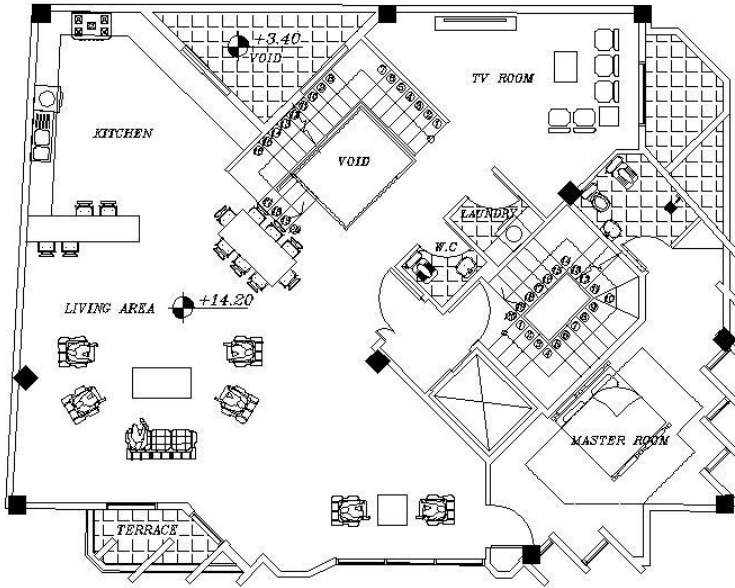 +3.40
VOID
TV ROOM
KITCHEN
VOID
LAUNDRY
W.C
LIVING AREA
+14.20
MASTER ROOM
TERRACE